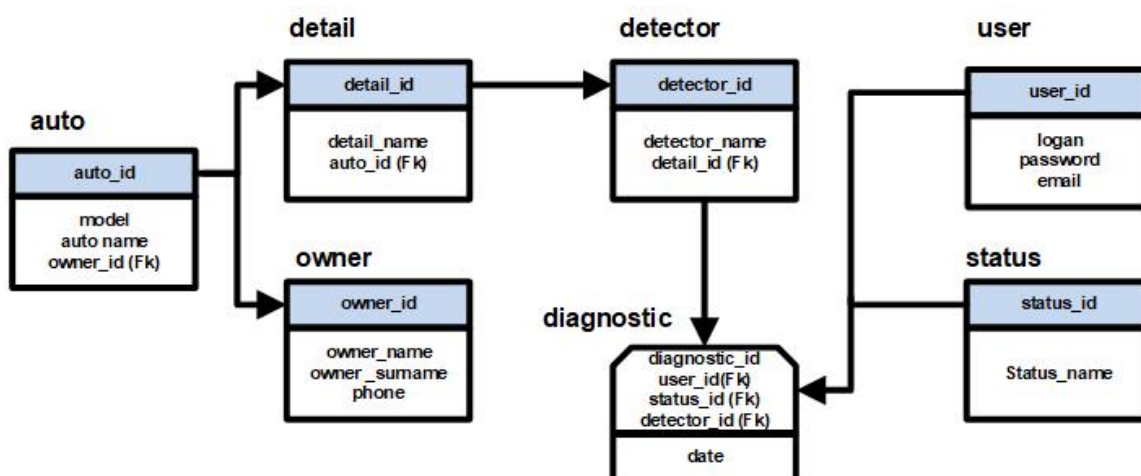 detail
detector
user
detail_id
detector_id
user_id
detail_name
auto_id (Fk)
detector_name
detail_id (Fk)
logan
password
email
auto
auto_id
model
auto name
owner_id (Fk)
owner
owner_id
owner_name
owner_surname
phone
status
status_id
Status_name
diagnostic
diagnostic_id
user_id(Fk)
status_id (Fk)
detector_id (Fk)
date